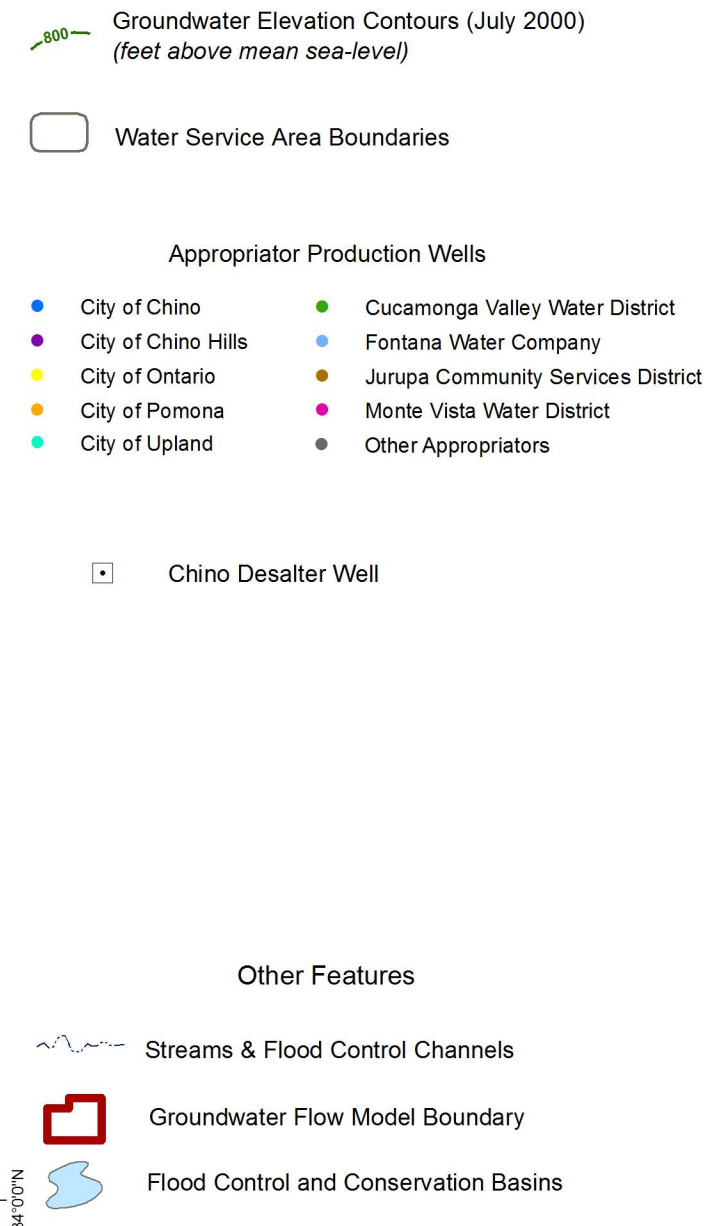 800
Groundwater Elevation Contours (July 2000)
(feet above mean sea-level)
Water Service Area Boundaries
Appropriator Production Wells
City of Chino
City of Chino Hills
City of Ontario
City of Pomona
City of Upland
Cucamonga Valley Water District
Fontana Water Company
Jurupa Community Services District
Monte Vista Water District
Other Appropriators
Chino Desalter Well
Other Features
Streams & Flood Control Channels
Groundwater Flow Model Boundary
Flood Control and Conservation Basins
34°0'0"N